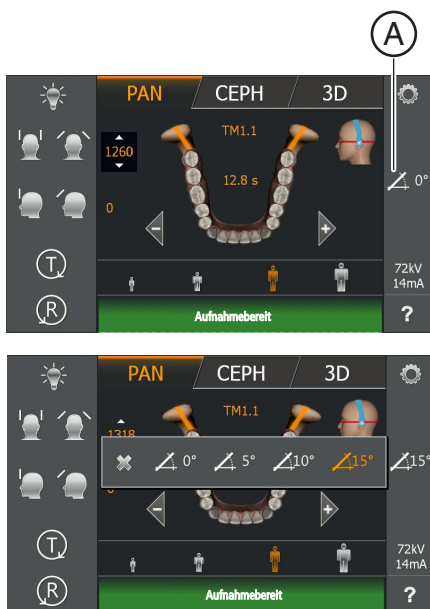 A
PAN CEPH 3D
TM1.1
1260
12.8 s
0°
0
- +
T
72kV
14mA
R
Aufnahmebereit
?
PAN CEPH 3D
TM1.1
1318
0° 5° 10° 15° 15°
- +
T
72kV
14mA
R
Aufnahmebereit
?